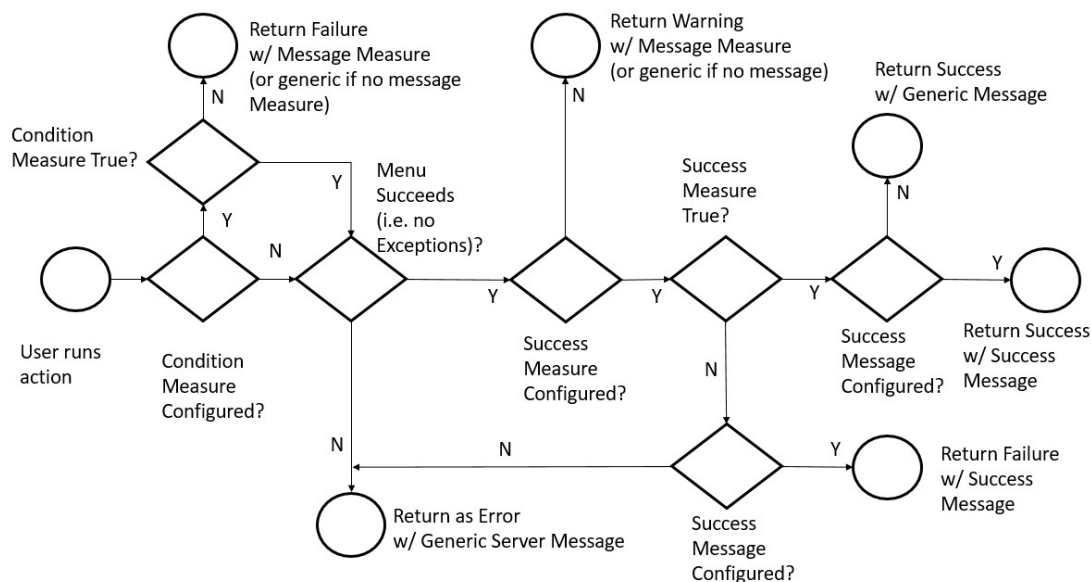 Return Failure
w/ Message Measure
(or generic if no message
Measure)
N
Condition
Measure True?
Y
Y
N
User runs
action
Condition
Measure
Configured?
Menu
Succeeds
(i.e. no
Exceptions)?
Y
N
Return as Error
w/ Generic Server Message
Return Warning
w/ Message Measure
(or generic if no message)
N
Success
Measure
Configured?
Y
Success
Measure
True?
Y
N
Success
Message
Configured?
N
Y
Return Failure
w/ Success
Message
Return Success
w/ Generic Message
N
Success
Message
Configured?
Y
Return Success
w/ Success
Message